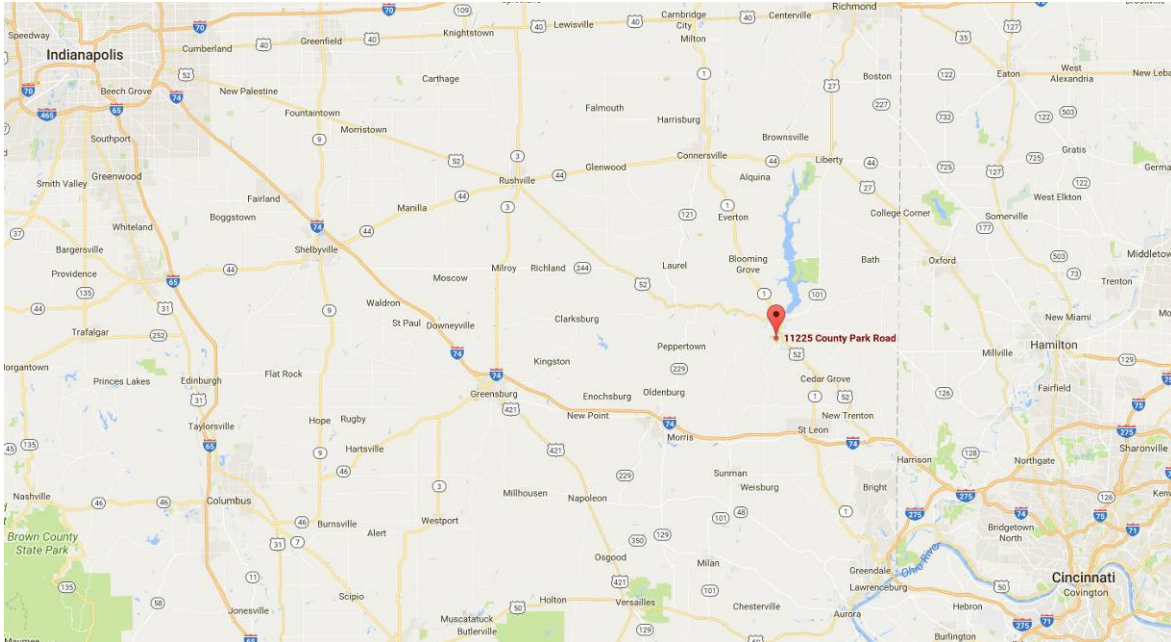 Speedway
Indianapolis
Cumberland
Greenfield
Knightstown
Lewisville
Cambridge
City
Milton
Centerville
Richmond
Beech Grove
New Palestine
Carthage
Boston
Eaton
West
Alexandria
New Leba
Fountaintown
Morristown
Falmouth
Harrisburg
Brownsville
Southport
Greenwood
Smith Valley
Rushville
Glenwood
Connersville
Liberty
Alquina
Gratis
Germa
West Elkton
Fairland
Boggstown
Manilla
Everton
College Corner
Somerville
Whiteland
Bargersville
Shelbyville
Providence
Moscow
Milroy
Richland
Laurel
Blooming
Grove
Bath
Oxford
Middletow
Trenton
Waldron
St Paul
Downeyville
Clarksburg
New Miami
Trafalgar
11225 County Park Road
Peppertown
Hamilton
Millville
Morgantown
Princes Lakes
Edinburgh
Flat Rock
Kingston
Cedar Grove
Fairfield
Greensburg
Enochsburg
Oldenburg
New Point
New Trenton
Taylorsville
Hope
Rugby
St Leon
Morris
Hartsville
Harrison
Northgate
Sharonville
Nashville
Columbus
Millhousen
Napoleon
Sunman
Weisburg
Bright
Brown County
State Park
Burnsville
Alert
Westport
Bridgetown
North
Osgood
Milan
Greendale
Lawrenceburg
Ohio River
Cincinnati
Covington
Jonesville
Scipio
Holton
Versailles
Chesterville
Aurora
Hebron
Muscatatuck
Butlerville
Burlington